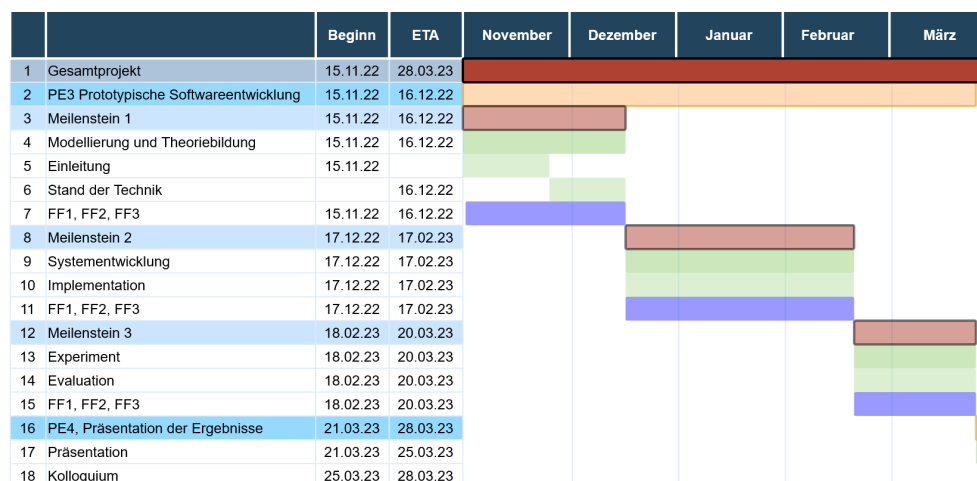 Beginn ETA November Dezember Januar Februar März
1 Gesamtprojekt 15.11.22 28.03.23
2 PE3 Prototypische Softwareentwicklung 15.11.22 16.12.22
3 Meilenstein 1 15.11.22 16.12.22
4 Modellierung und Theoriebildung 15.11.22 16.12.22
5 Einleitung 15.11.22
6 Stand der Technik 16.12.22
7 FF1, FF2, FF3 15.11.22 16.12.22
8 Meilenstein 2 17.12.22 17.02.23
9 Systementwicklung 17.12.22 17.02.23
10 Implementation 17.12.22 17.02.23
11 FF1, FF2, FF3 17.12.22 17.02.23
12 Meilenstein 3 18.02.23 20.03.23
13 Experiment 18.02.23 20.03.23
14 Evaluation 18.02.23 20.03.23
15 FF1, FF2, FF3 18.02.23 20.03.23
16 PE4, Präsentation der Ergebnisse 21.03.23 28.03.23
17 Präsentation 21.03.23 25.03.23
18 Kolloquium 25.03.23 28.03.23